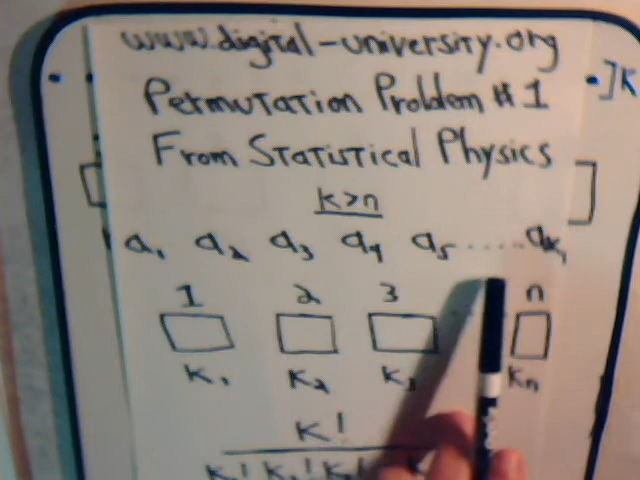 www.digital-university.org
Permutation Problem #1
From Statistical Physics
k>n
a₁ a₂ a₃ a₄ a₅ ..... aₖ
1 2 3 n
k₁ k₂ k₃ kₙ
k!
]K